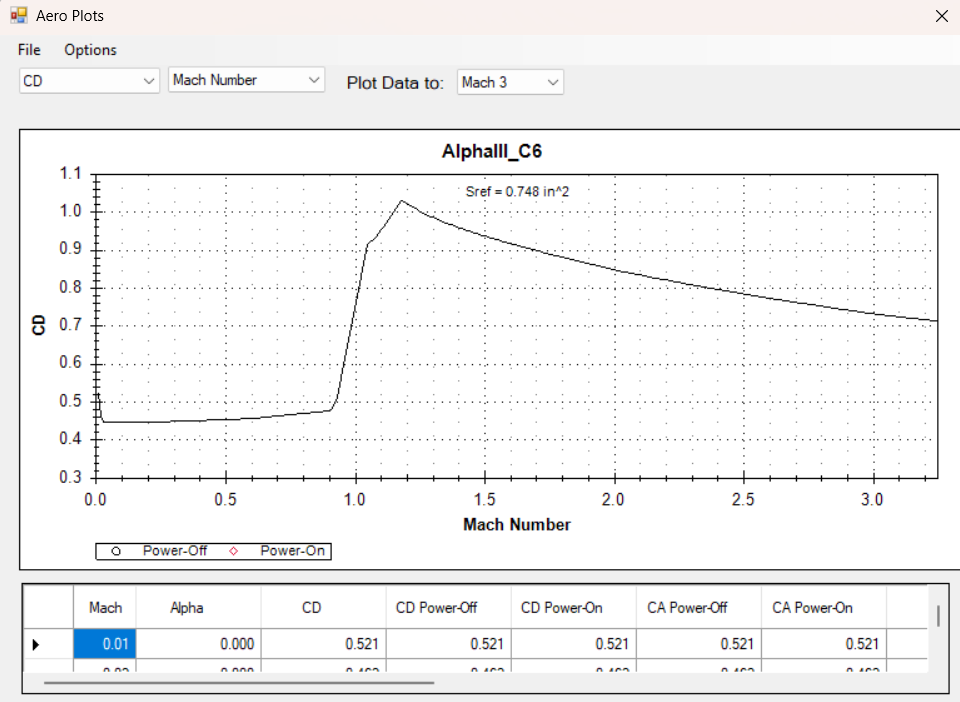 Aero Plots
File Options
CD Mach Number Plot Data to: Mach 3
AlphaIII_C6
Sref = 0.748 in^2
1.1
1.0
0.9
0.8
0.7
0.6
0.5
0.4
0.3
CD
0.0 0.5 1.0 1.5 2.0 2.5 3.0
Mach Number
Power-Off Power-On
Mach Alpha CD CD Power-Off CD Power-On CA Power-Off CA Power-On
0.01 0.000 0.521 0.521 0.521 0.521 0.521